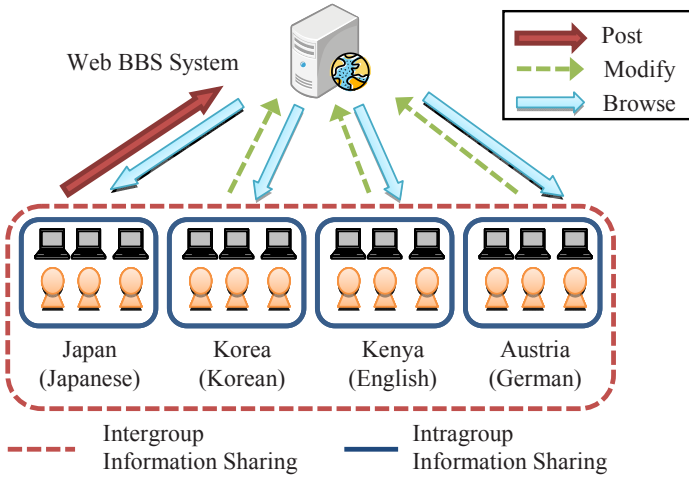 Web BBS System
Post
Modify
Browse
Japan
(Japanese)
Korea
(Korean)
Kenya
(English)
Austria
(German)
Intergroup
Information Sharing
Intragroup
Information Sharing